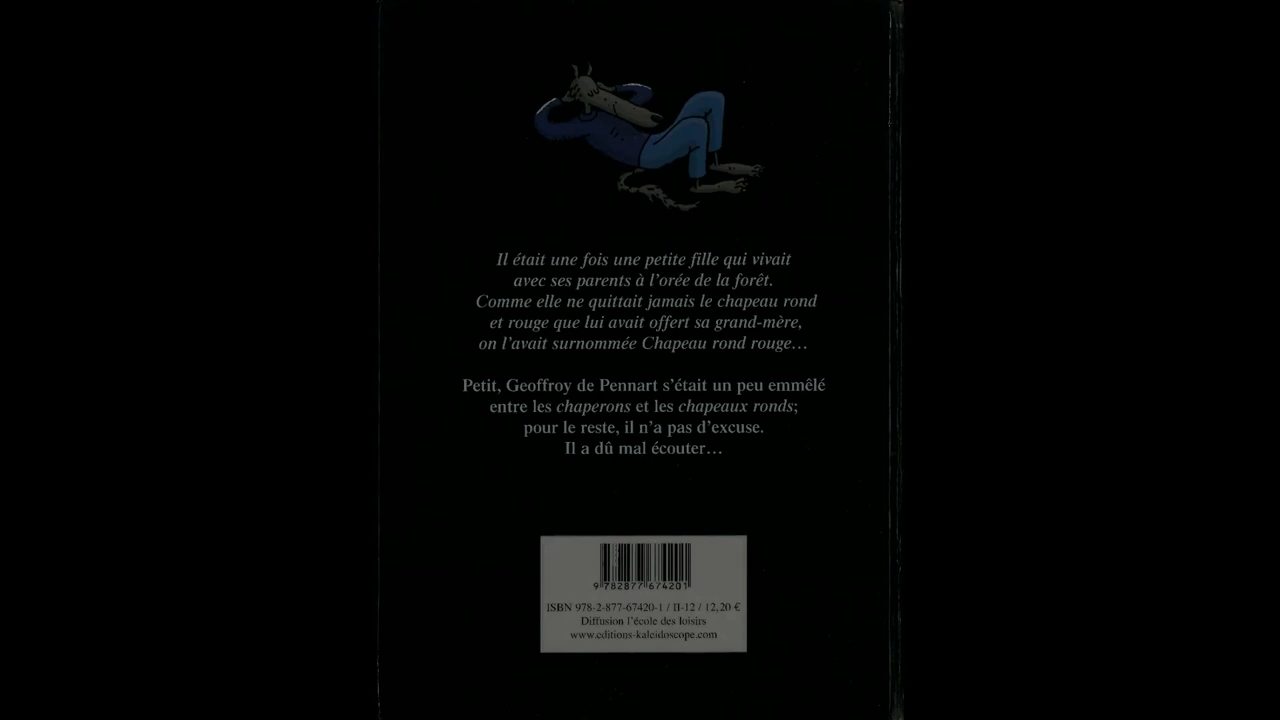 Il était une fois une petite fille qui vivait
avec ses parents à l'orée de la forêt.
Comme elle ne quittait jamais le chapeau rond
et rouge que lui avait offert sa grand-mère,
on l'avait surnommée Chapeau rond rouge…
Petit, Geoffroy de Pennart s'était un peu emmêlé
entre les chaperons et les chapeaux ronds;
pour le reste, il n'a pas d'excuse.
Il a dû mal écouter…
9 782877 674201
ISBN 978-2-877-67420-1 / II-12 / 12,20 €
Diffusion l'école des loisirs
www.editions-kaleidoscope.com